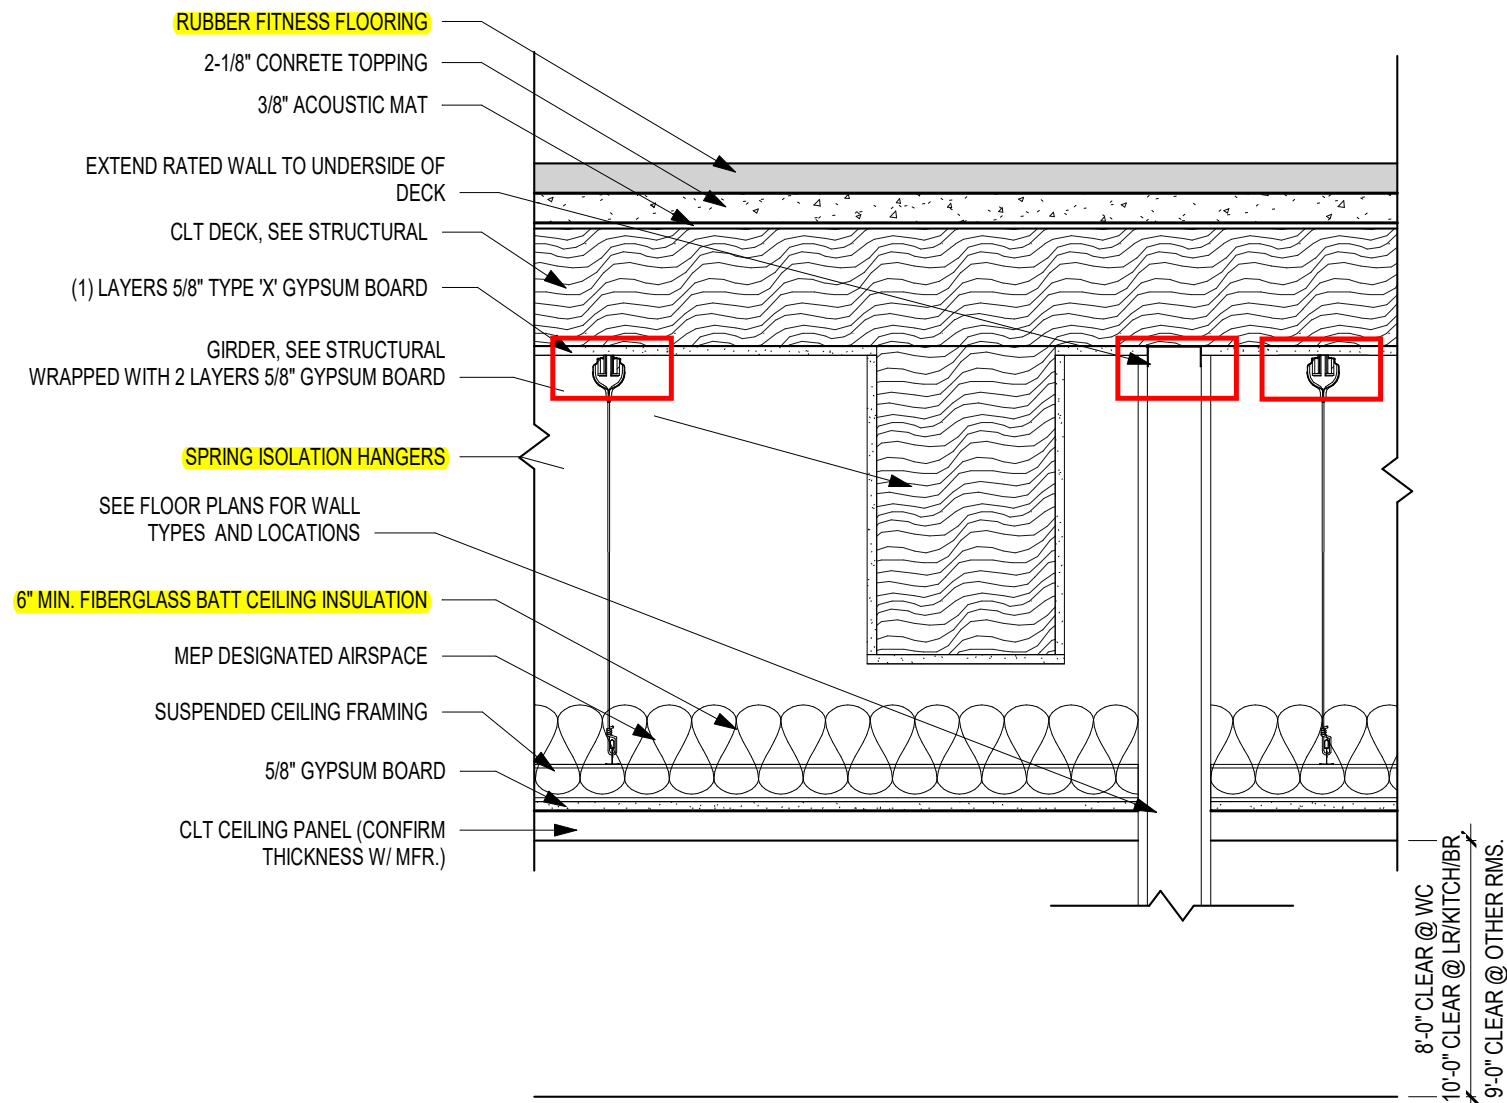 RUBBER FITNESS FLOORING
2-1/8" CONRETE TOPPING
3/8" ACOUSTIC MAT
EXTEND RATED WALL TO UNDERSIDE OF
DECK
CLT DECK, SEE STRUCTURAL
(1) LAYERS 5/8" TYPE 'X' GYPSUM BOARD
GIRDER, SEE STRUCTURAL
WRAPPED WITH 2 LAYERS 5/8" GYPSUM BOARD
SPRING ISOLATION HANGERS
SEE FLOOR PLANS FOR WALL
TYPES AND LOCATIONS
6" MIN. FIBERGLASS BATT CEILING INSULATION
MEP DESIGNATED AIRSPACE
SUSPENDED CEILING FRAMING
5/8" GYPSUM BOARD
CLT CEILING PANEL (CONFIRM
THICKNESS W/ MFR.)
8'-0" CLEAR @ WC
10'-0" CLEAR @ LR/KITCH/BR
9'-0" CLEAR @ OTHER RMS.